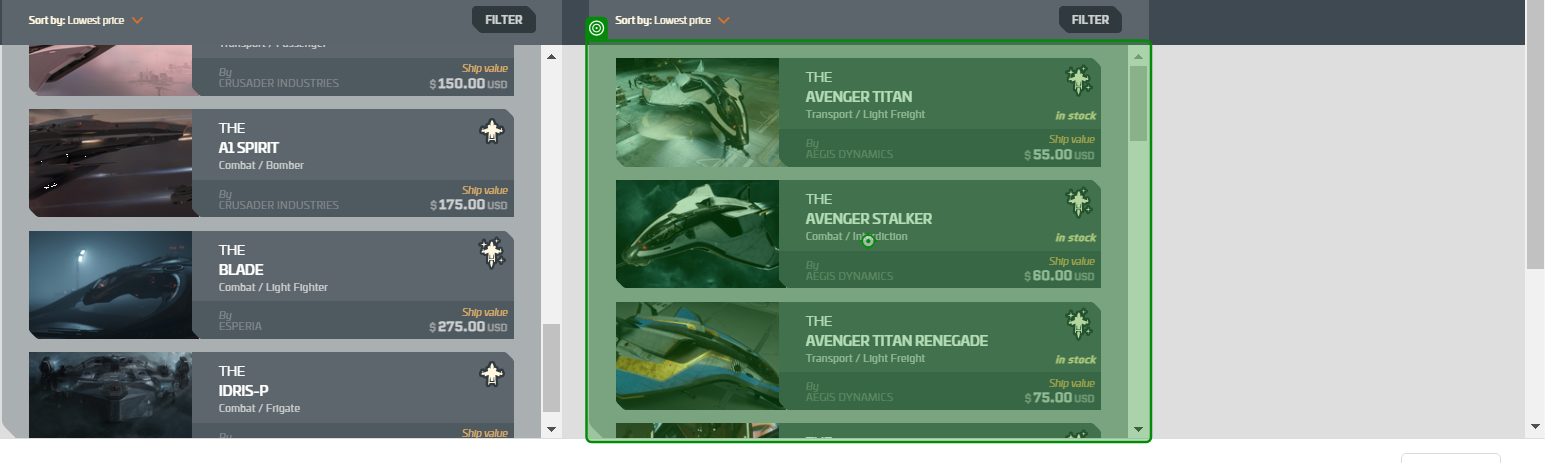 Sort by: Lowest price
FILTER
Transport / Passenger
Ship value
By
CRUSADER INDUSTRIES
$150.00 USD
THE
A1 SPIRIT
Combat / Bomber
Ship value
By
CRUSADER INDUSTRIES
$175.00 USD
THE
BLADE
Combat / Light Fighter
Ship value
By
ESPERIA
$275.00 USD
THE
IDRIS-P
Combat / Frigate
Ship value
By
Sort by: Lowest price
FILTER
THE
AVENGER TITAN
Transport / Light Freight
in stock
Ship value
By
AEGIS DYNAMICS
$55.00 USD
THE
AVENGER STALKER
Combat / Interdiction
in stock
Ship value
By
AEGIS DYNAMICS
$60.00 USD
THE
AVENGER TITAN RENEGADE
Transport / Light Freight
in stock
Ship value
By
AEGIS DYNAMICS
$75.00 USD